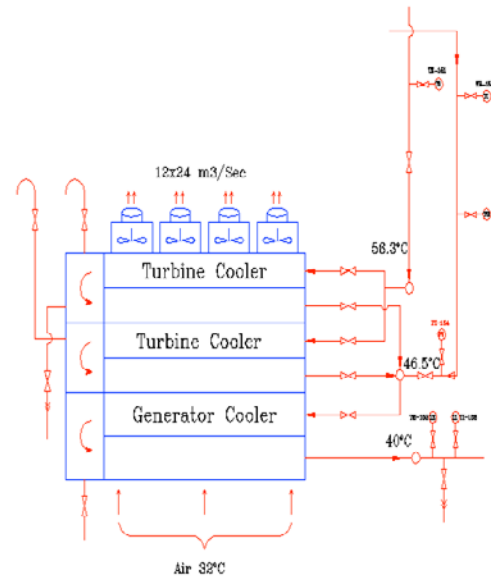 12x24 m3/Sec
56.3°C
Turbine Cooler
Turbine Cooler
46.5°C
Generator Cooler
40°C
Air 32°C